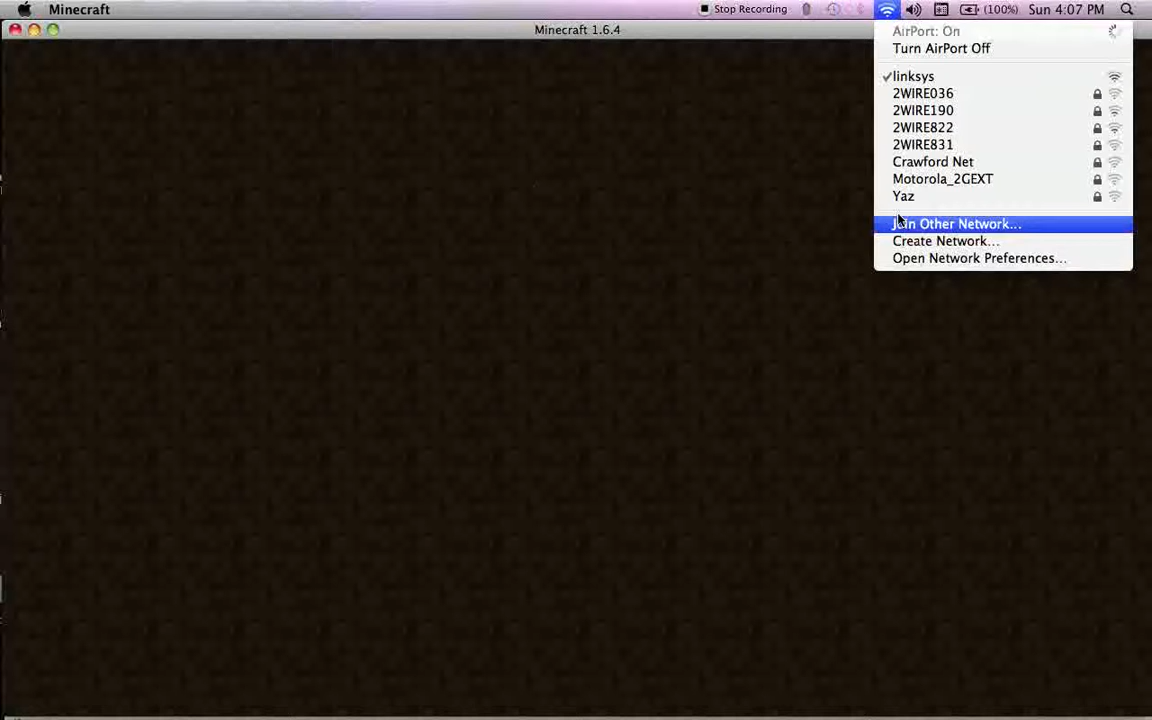 Minecraft
Stop Recording
(100%)
Sun 4:07 PM
Minecraft 1.6.4
AirPort: On
Turn AirPort Off
linksys
2WIRE036
2WIRE190
2WIRE822
2WIRE831
Crawford Net
Motorola_2GEXT
Yaz
Join Other Network...
Create Network...
Open Network Preferences...